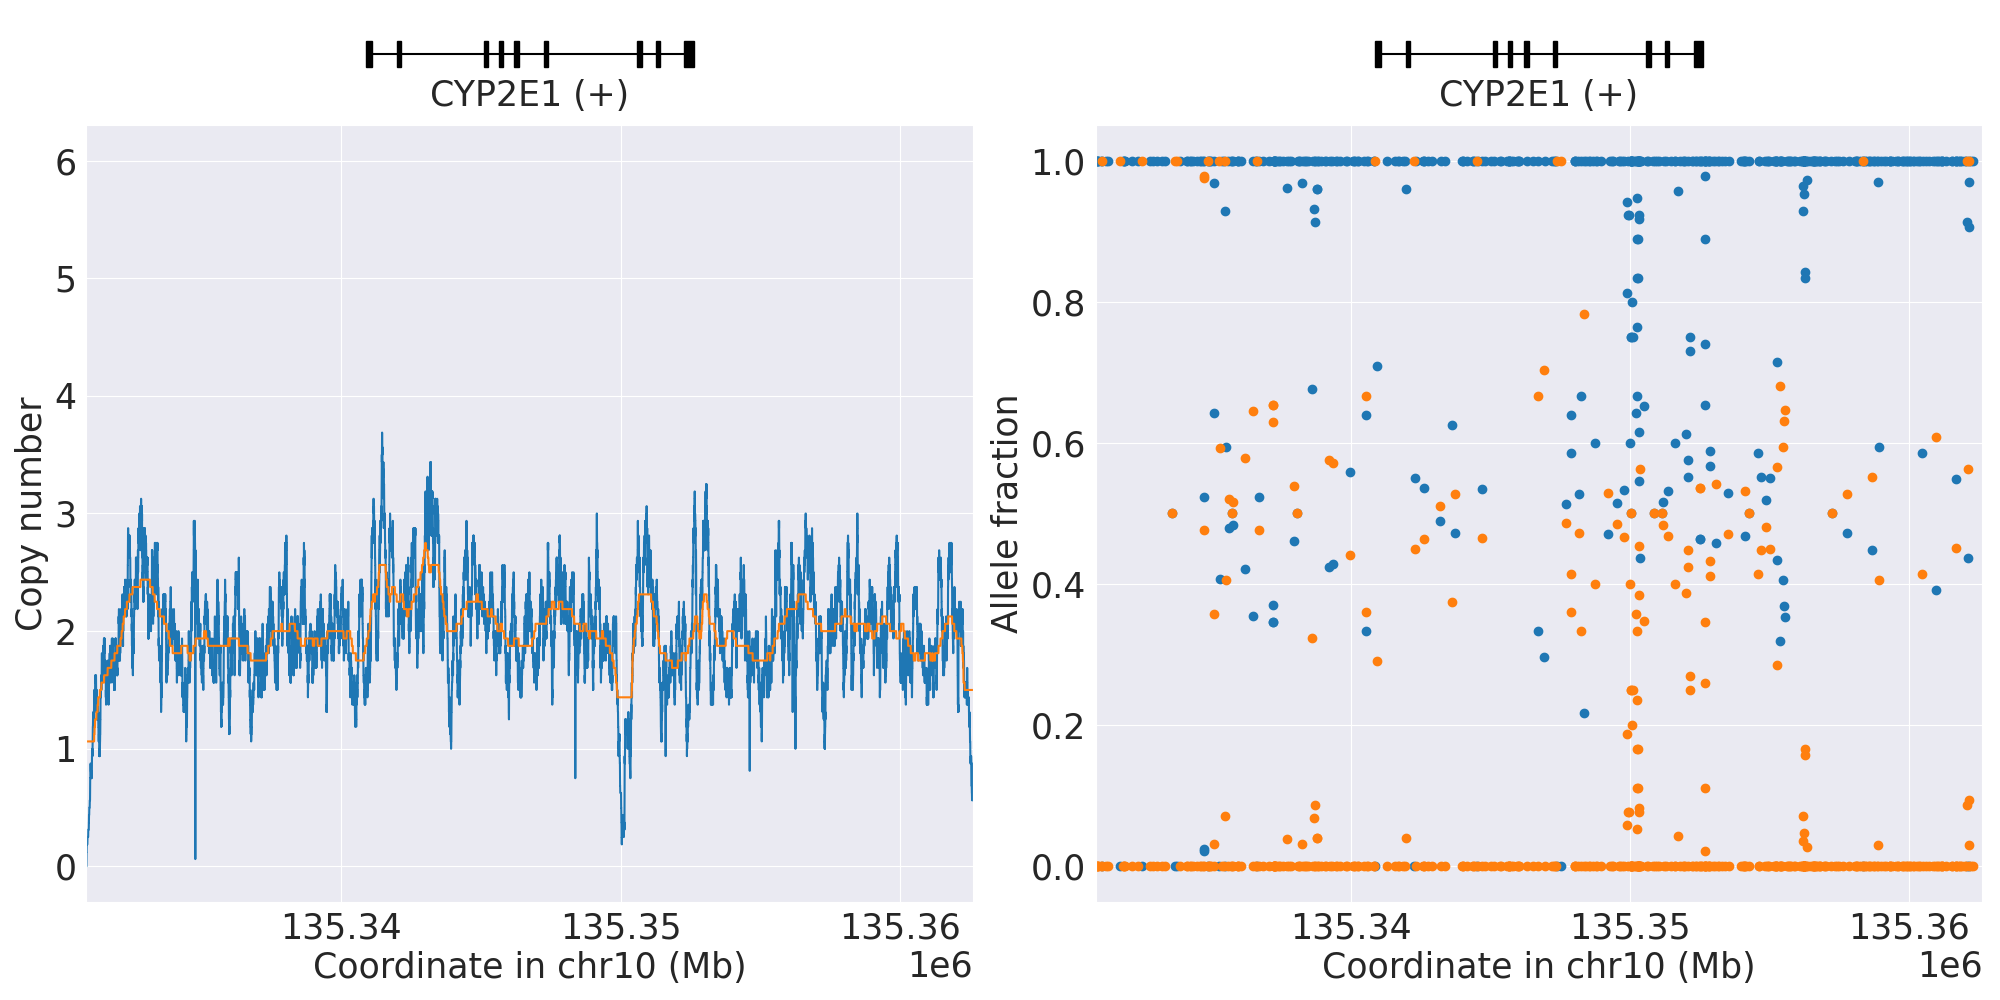 CYP2E1 (+)
6
5
4
3
2
1
0
Copy number
135.34
135.35
135.36
Coordinate in chr10 (Mb)
1e6
CYP2E1 (+)
1.0
0.8
0.6
0.4
0.2
0.0
Allele fraction
135.34
135.35
135.36
Coordinate in chr10 (Mb)
1e6